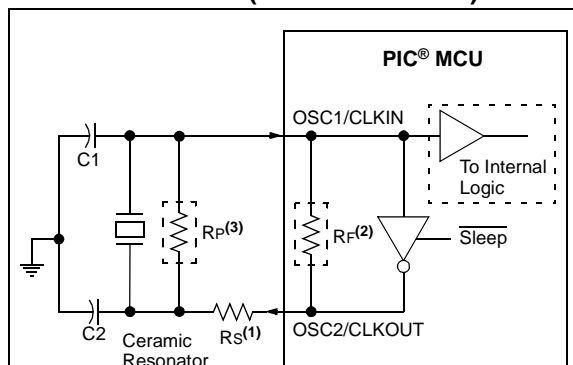 PIC® MCU
OSC1/CLKIN
C1
To Internal
Logic
RP(3)
RF(2)
Sleep
C2
Ceramic
Resonator
RS(1)
OSC2/CLKOUT